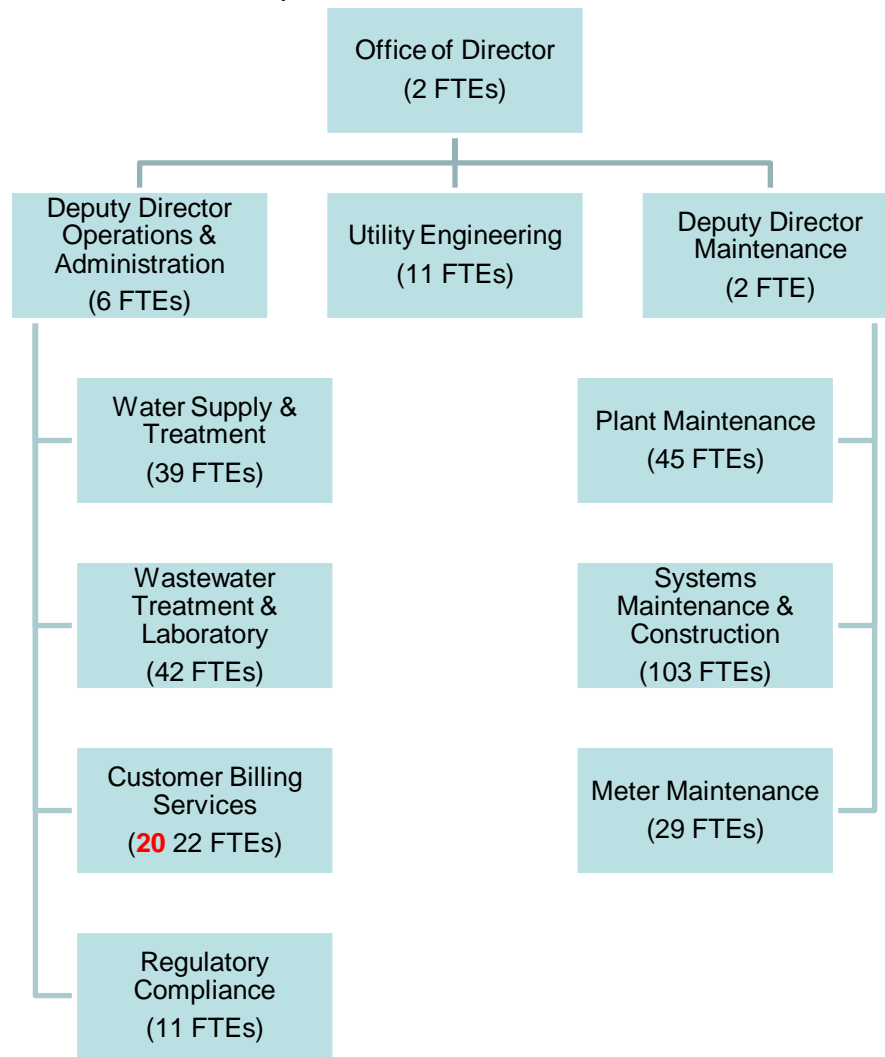 Office of Director
(2 FTEs)
Deputy Director
Operations &
Administration
(6 FTEs)
Utility Engineering
(11 FTEs)
Deputy Director
Maintenance
(2 FTE)
Water Supply &
Treatment
(39 FTEs)
Plant Maintenance
(45 FTEs)
Wastewater
Treatment &
Laboratory
(42 FTEs)
Systems
Maintenance &
Construction
(103 FTEs)
Customer Billing
Services
(20 22 FTEs)
Meter Maintenance
(29 FTEs)
Regulatory
Compliance
(11 FTEs)